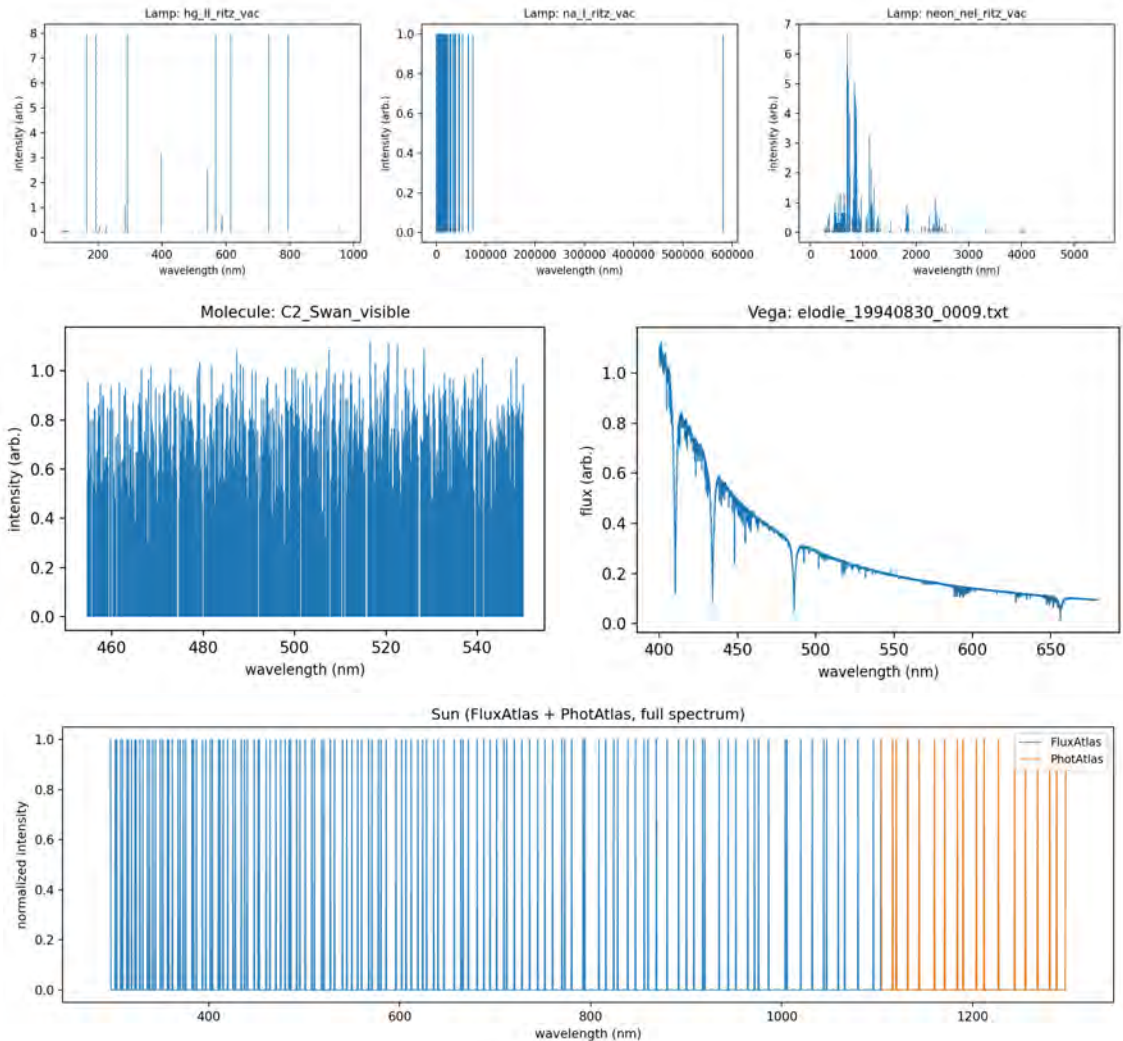 Lamp: hg_II_ritz_vac
8
7
6
5
4
3
2
1
0
intensity (arb.)
200 400 600 800 1000
wavelength (nm)
Lamp: na_I_ritz_vac
1.0
0.8
0.6
0.4
0.2
0.0
intensity (arb.)
0 100000 200000 300000 400000 500000 600000
wavelength (nm)
Lamp: neon_neI_ritz_vac
7
6
5
4
3
2
1
0
intensity (arb.)
0 1000 2000 3000 4000 5000
wavelength (nm)
Molecule: C2_Swan_visible
1.0
0.8
0.6
0.4
0.2
0.0
intensity (arb.)
460 480 500 520 540
wavelength (nm)
Vega: elodie_19940830_0009.txt
1.0
0.8
0.6
0.4
0.2
0.0
flux (arb.)
400 450 500 550 600 650
wavelength (nm)
Sun (FluxAtlas + PhotAtlas, full spectrum)
1.0
0.8
0.6
0.4
0.2
0.0
normalized intensity
FluxAtlas
PhotAtlas
400 600 800 1000 1200
wavelength (nm)